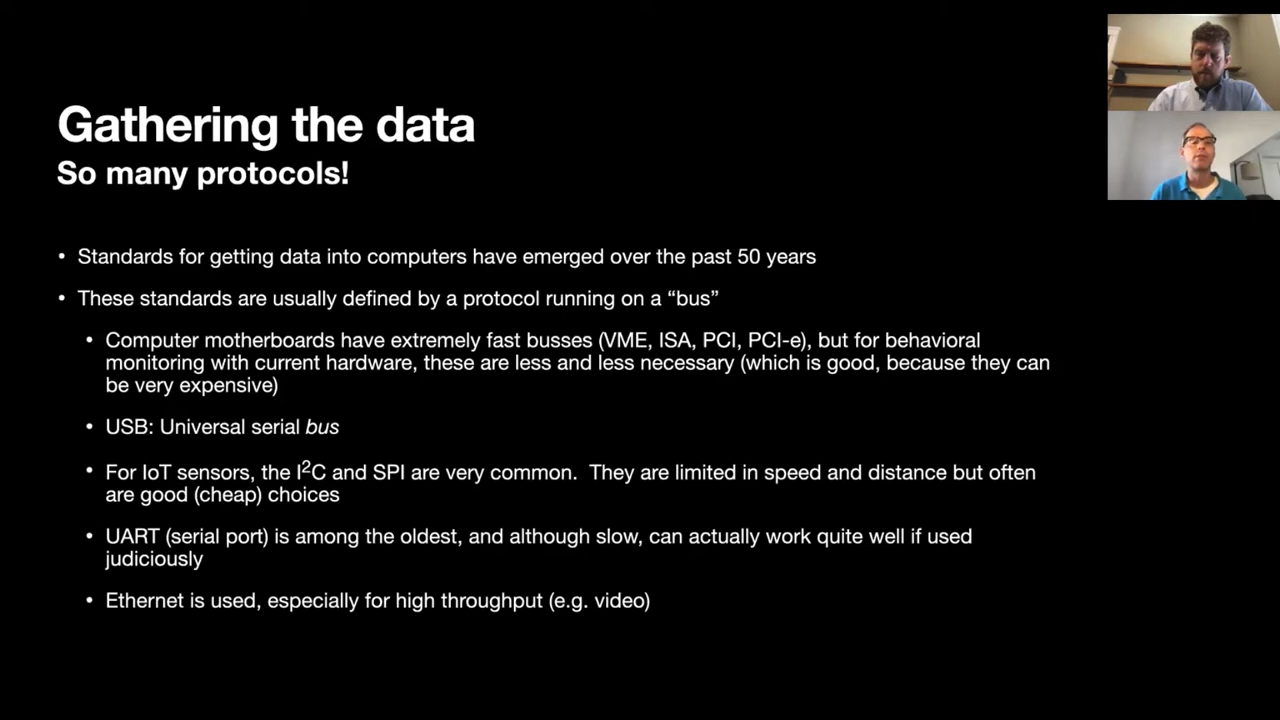 Gathering the data
So many protocols!
• Standards for getting data into computers have emerged over the past 50 years
• These standards are usually defined by a protocol running on a “bus”
• Computer motherboards have extremely fast busses (VME, ISA, PCI, PCI-e), but for behavioral
monitoring with current hardware, these are less and less necessary (which is good, because they can
be very expensive)
• USB: Universal serial bus
• For IoT sensors, the I²C and SPI are very common.  They are limited in speed and distance but often
are good (cheap) choices
• UART (serial port) is among the oldest, and although slow, can actually work quite well if used
judiciously
• Ethernet is used, especially for high throughput (e.g. video)